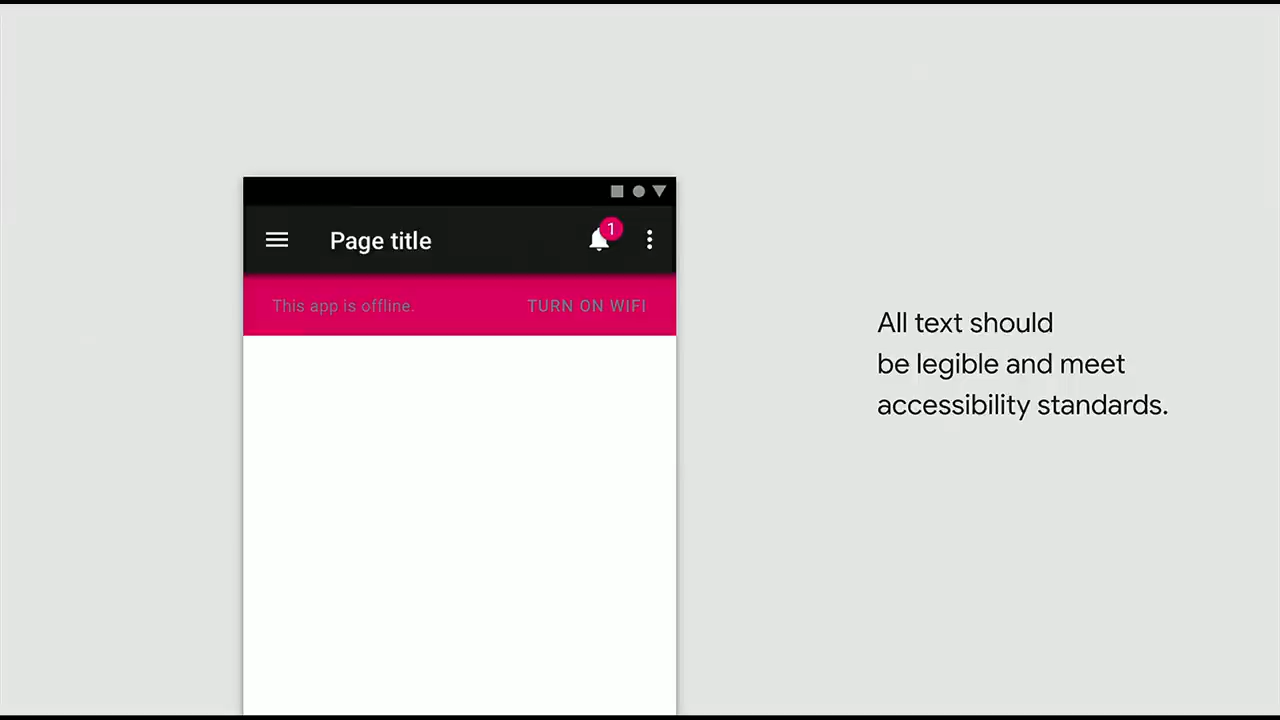 Page title
1
This app is offline.
TURN ON WIFI
All text should
be legible and meet
accessibility standards.